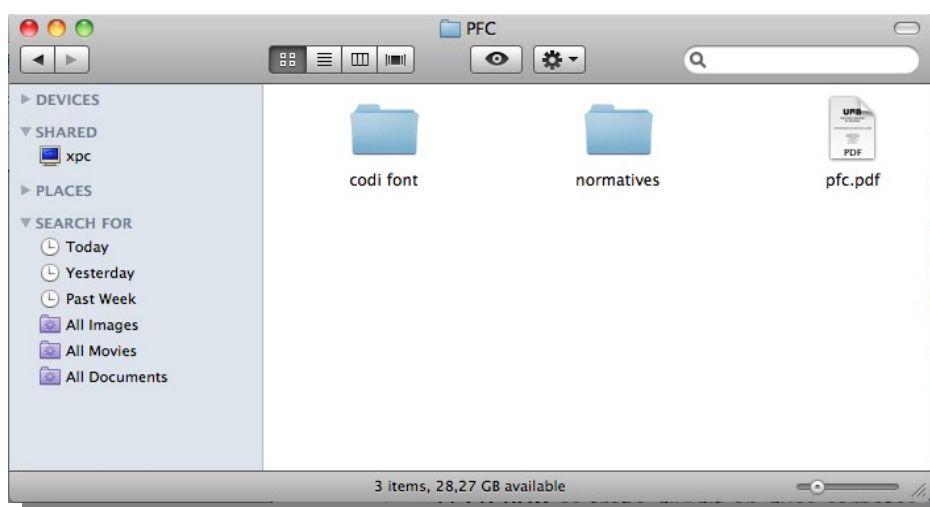 PFC
DEVICES
SHARED
xpc
PLACES
SEARCH FOR
Today
Yesterday
Past Week
All Images
All Movies
All Documents
codi font
normatives
UAB
PDF
pfc.pdf
3 items, 28,27 GB available